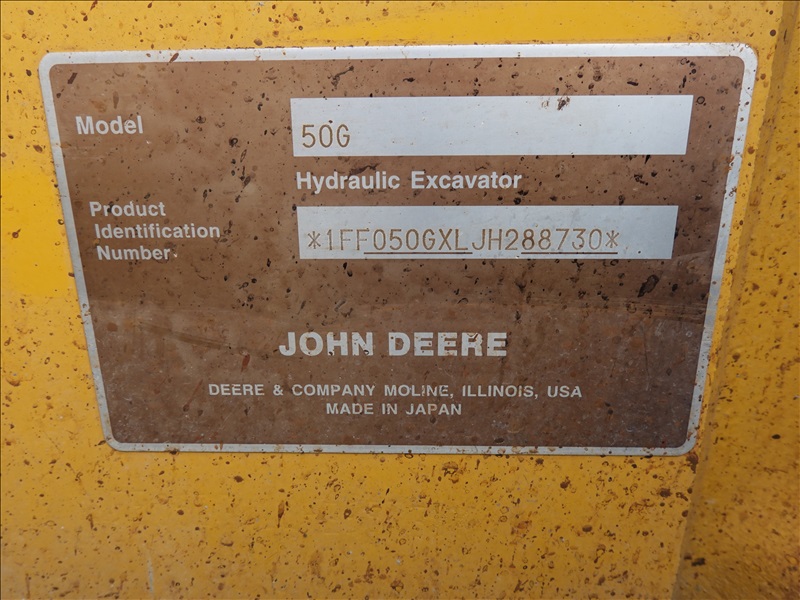 Model
50G
Hydraulic Excavator
Product
Identification
Number
*1FF050GXLJH288730*
JOHN DEERE
DEERE & COMPANY MOLINE, ILLINOIS, USA
MADE IN JAPAN